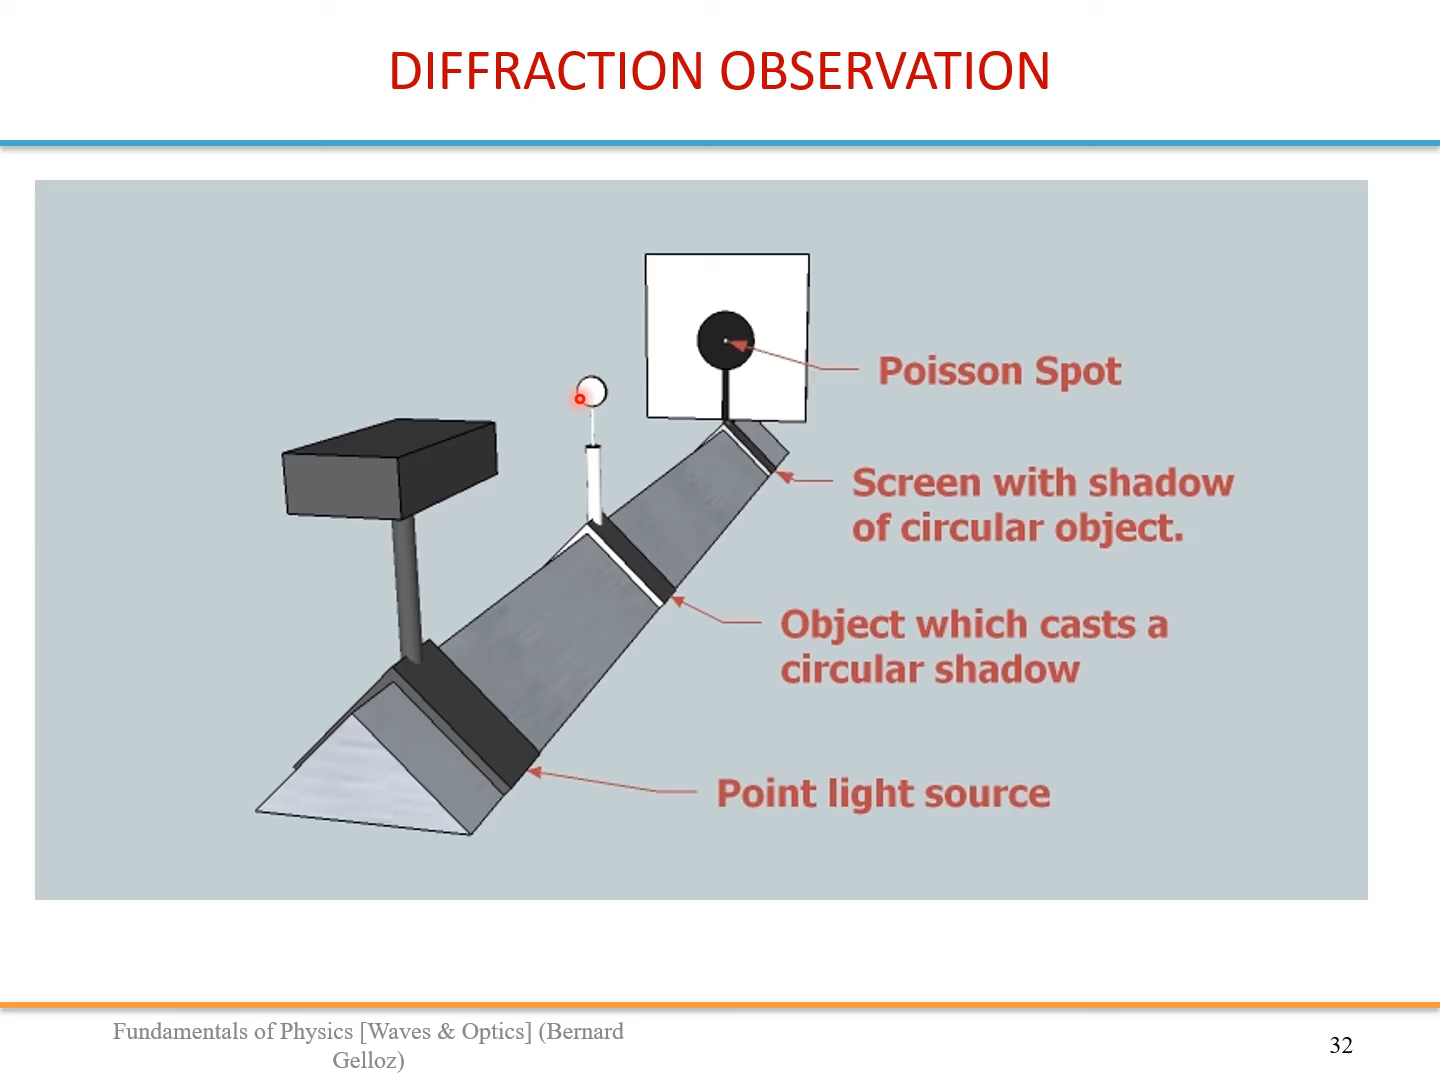 DIFFRACTION OBSERVATION
Poisson Spot
Screen with shadow
of circular object.
Object which casts a
circular shadow
Point light source
Fundamentals of Physics [Waves & Optics] (Bernard
Gelloz)
32